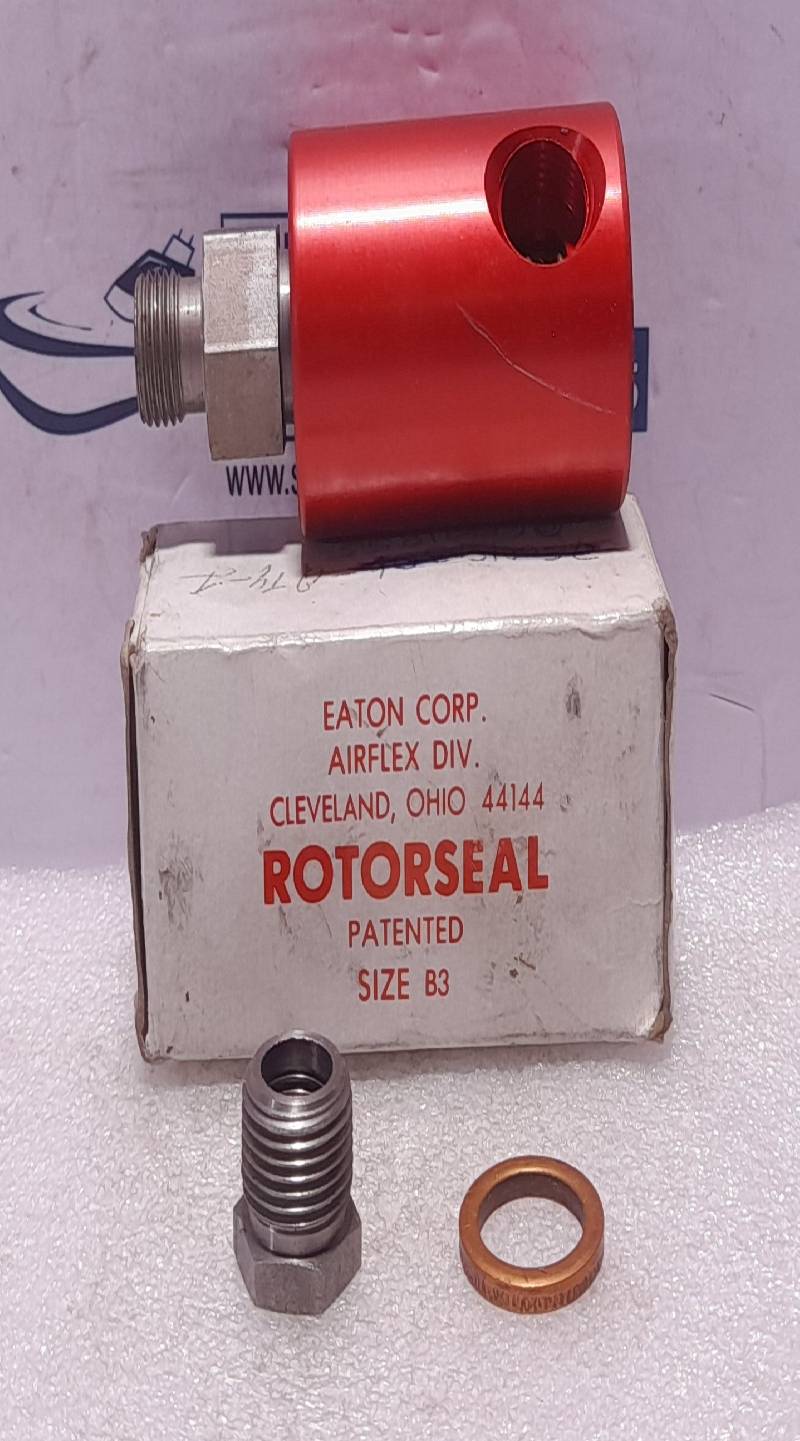 WWW.S
EATON CORP.
AIRFLEX DIV.
CLEVELAND, OHIO 44144
ROTORSEAL
PATENTED
SIZE B3